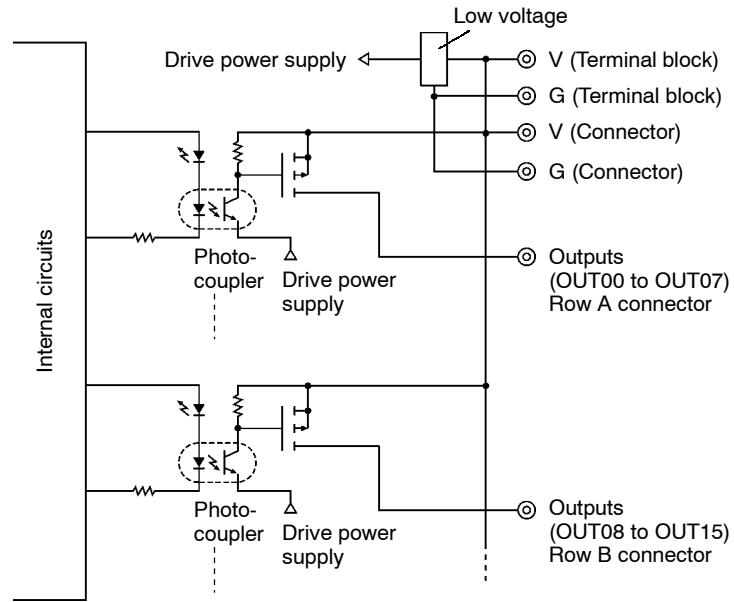 Low voltage
Drive power supply
V (Terminal block)
G (Terminal block)
V (Connector)
G (Connector)
Internal circuits
Photo-
coupler
Drive power
supply
Outputs
(OUT00 to OUT07)
Row A connector
Photo-
coupler
Drive power
supply
Outputs
(OUT08 to OUT15)
Row B connector